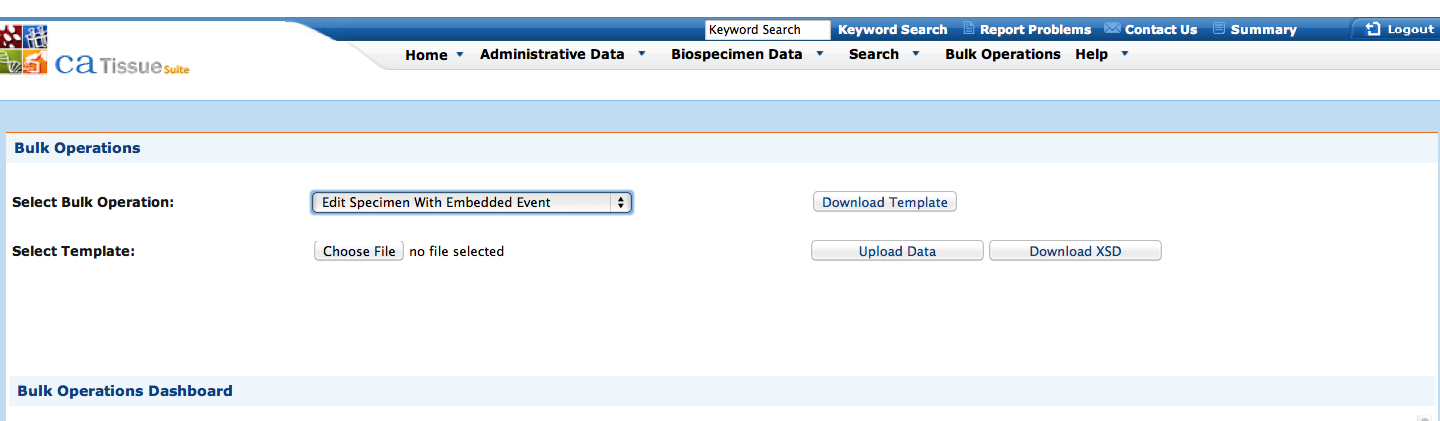 Keyword Search Keyword Search Report Problems Contact Us Summary Logout
ca Tissue Suite Home Administrative Data Biospecimen Data Search Bulk Operations Help
Bulk Operations
Select Bulk Operation: Edit Specimen With Embedded Event Download Template
Select Template: Choose File no file selected Upload Data Download XSD
Bulk Operations Dashboard